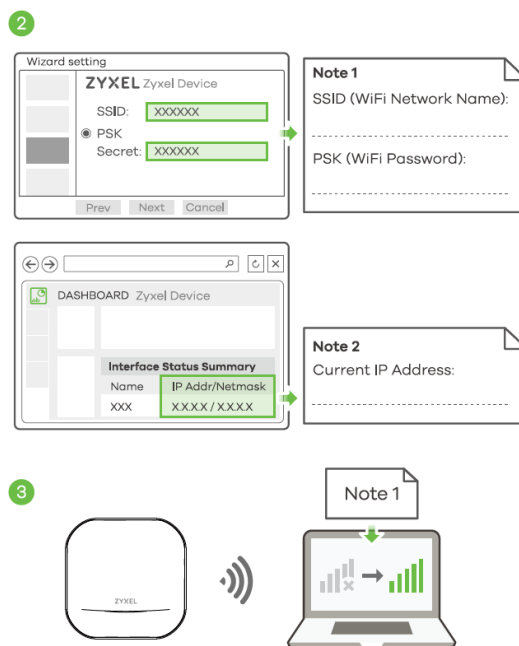 2
Wizard setting
ZYXEL Zyxel Device
SSID: XXXXXX
PSK
Secret: XXXXXX
Prev Next Cancel
Note 1
SSID (WiFi Network Name):
PSK (WiFi Password):
DASHBOARD Zyxel Device
Interface Status Summary
Name IP Addr/Netmask
XXX X.X.X.X / X.X.X.X
Note 2
Current IP Address:
3
Note 1
ZYXEL